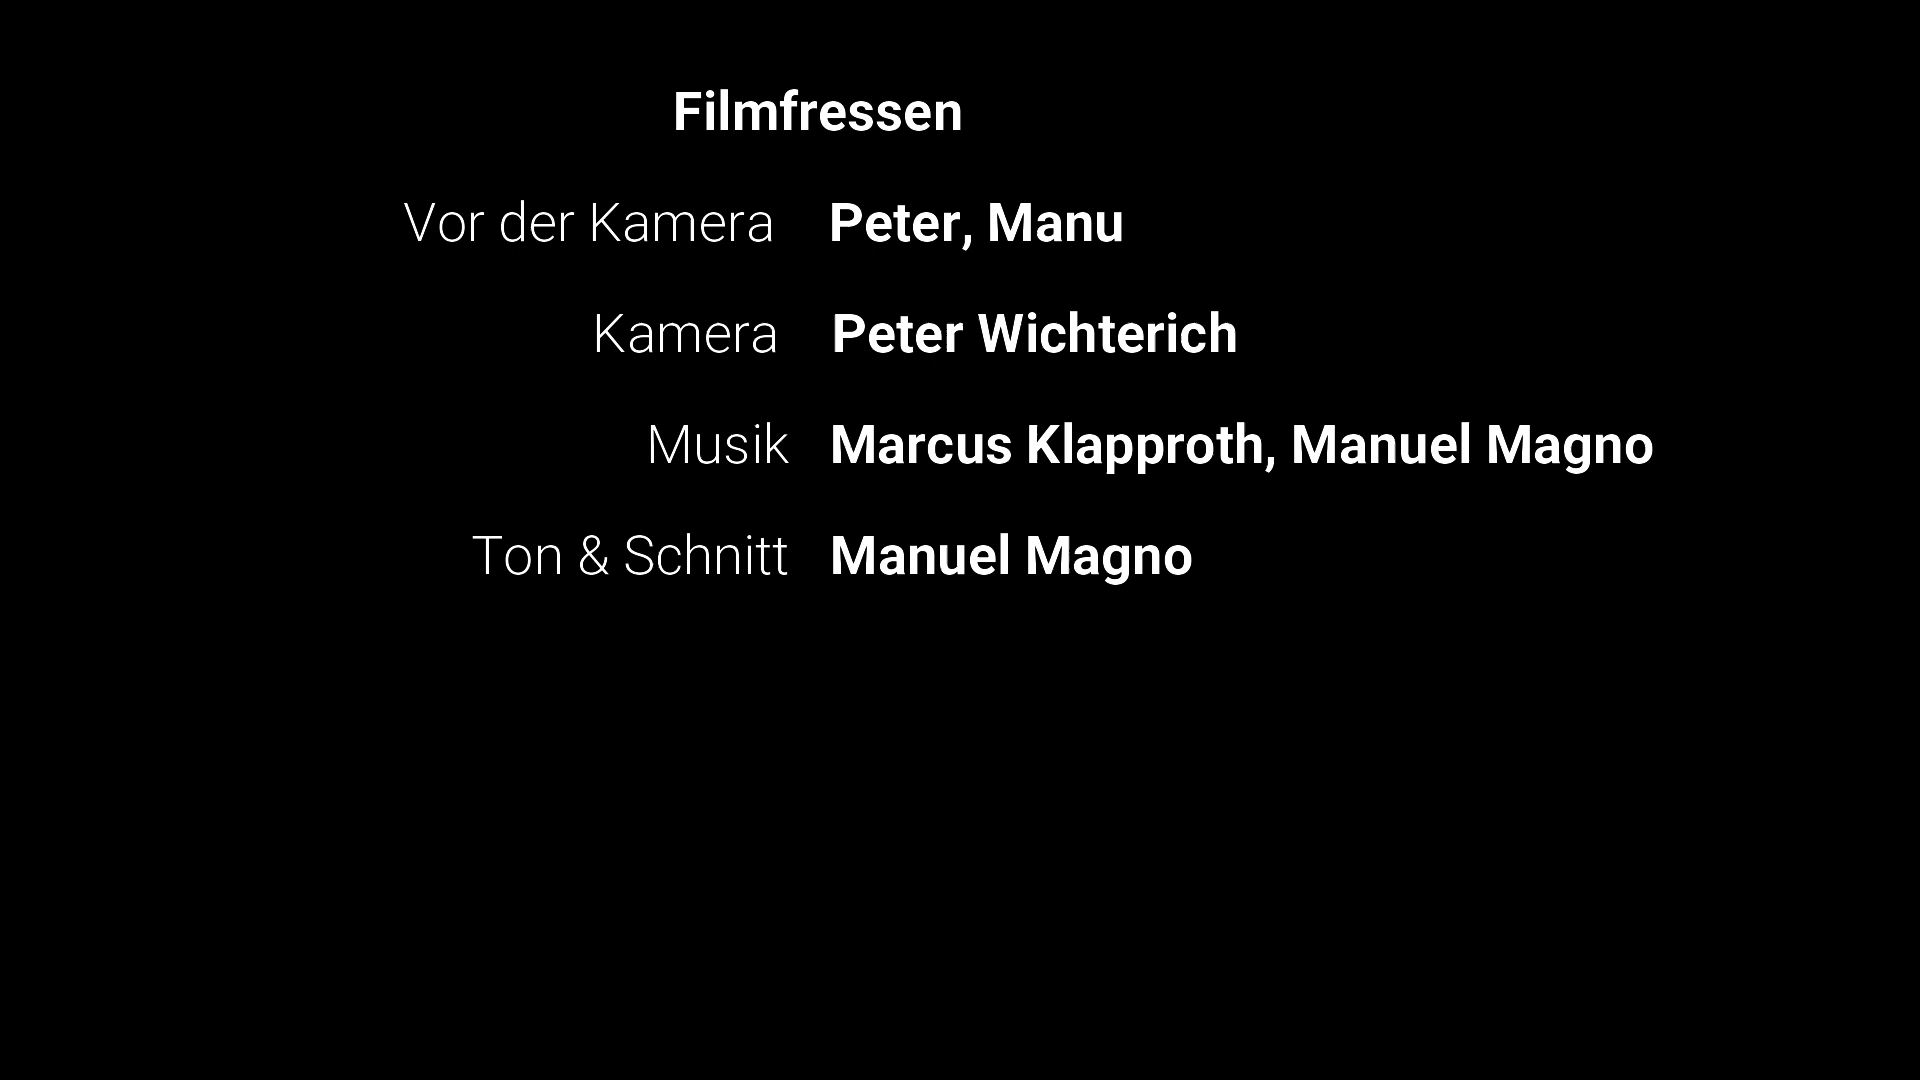 Filmfressen
Vor der Kamera Peter, Manu
Kamera Peter Wichterich
Musik Marcus Klapproth, Manuel Magno
Ton & Schnitt Manuel Magno